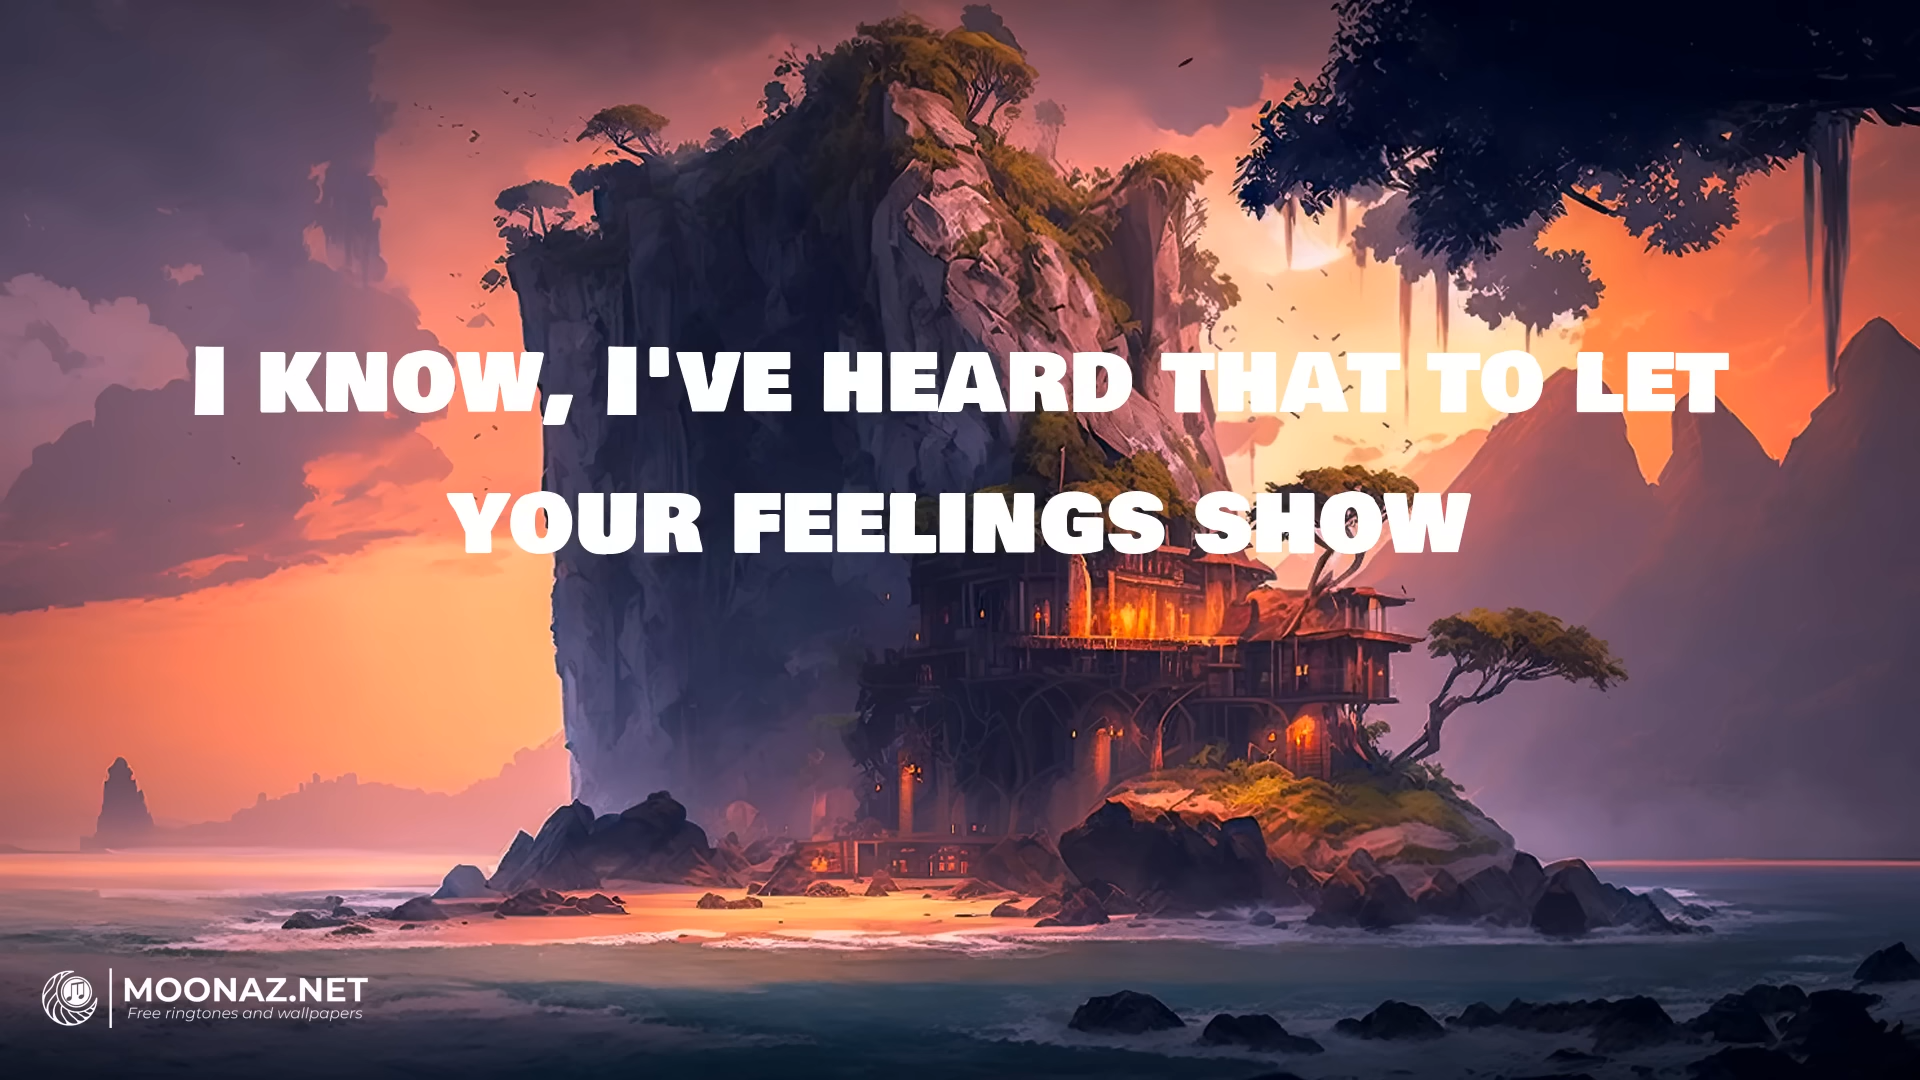 I KNOW, I'VE HEARD THAT TO LET
YOUR FEELINGS SHOW
MOONAZ.NET
Free ringtones and wallpapers